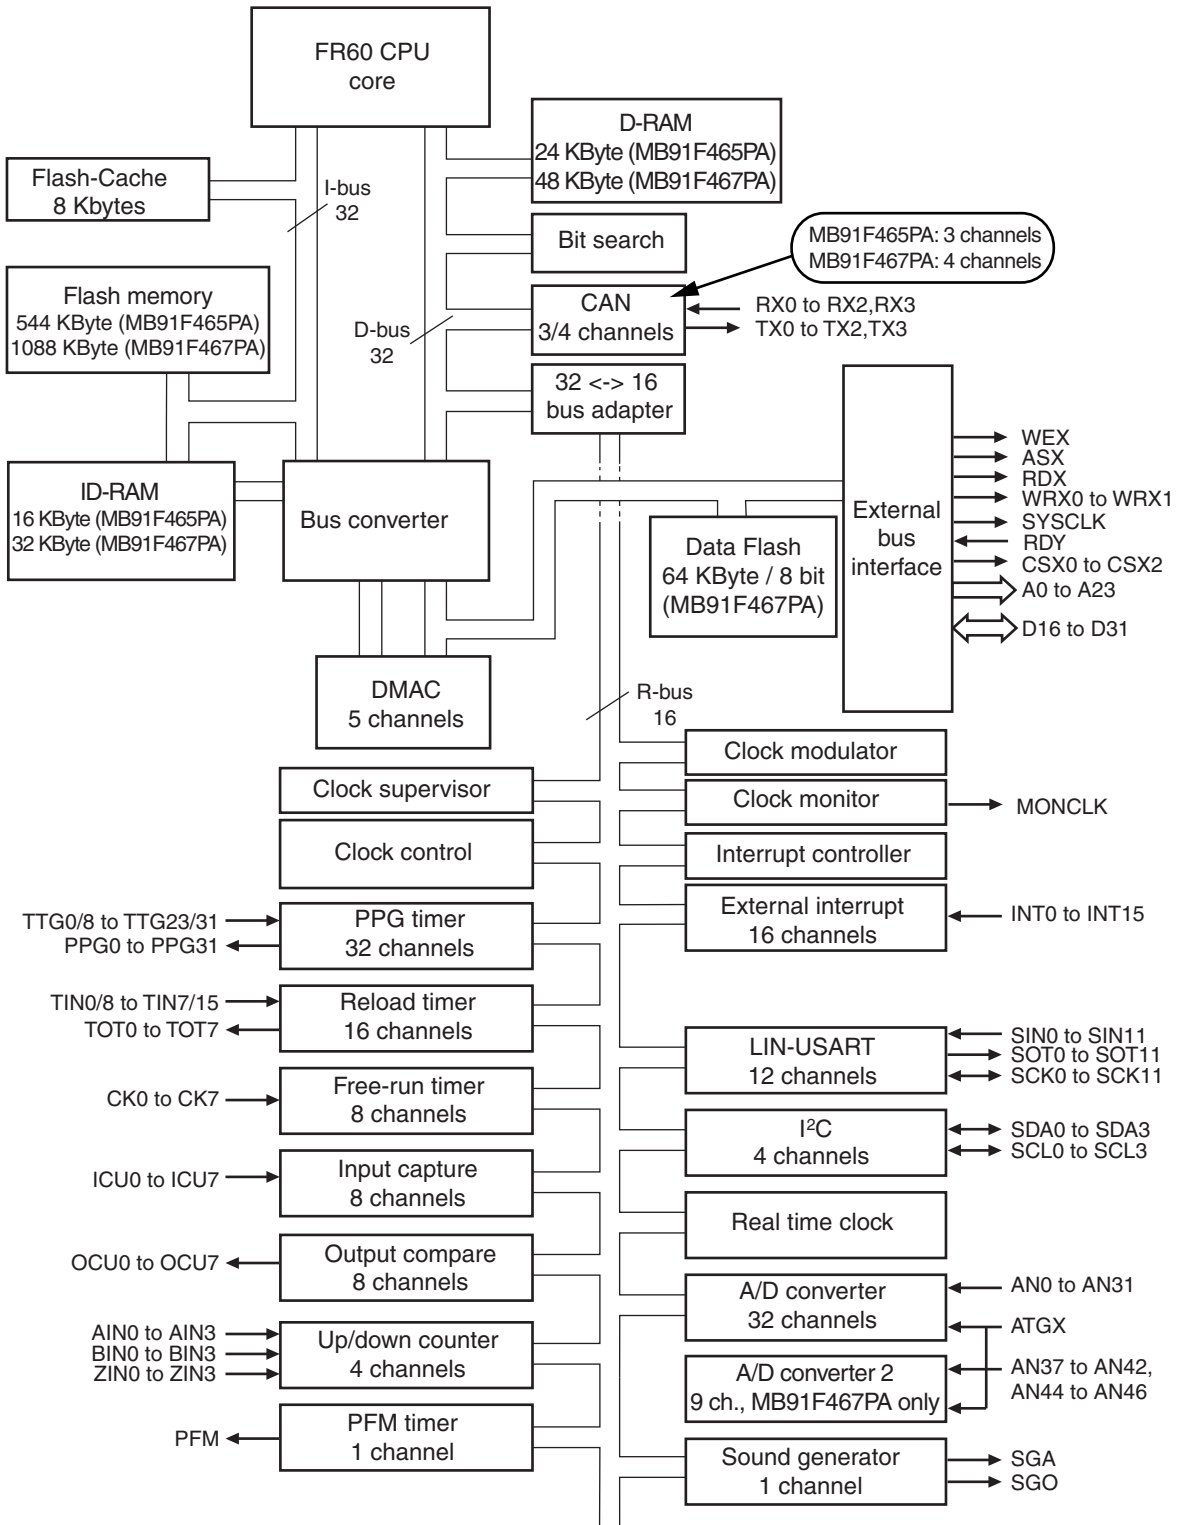 FR60 CPU
core
D-RAM
24 KByte (MB91F465PA)
48 KByte (MB91F467PA)
Flash-Cache
8 Kbytes
I-bus
32
Bit search
MB91F465PA: 3 channels
MB91F467PA: 4 channels
Flash memory
544 KByte (MB91F465PA)
1088 KByte (MB91F467PA)
CAN
3/4 channels
RX0 to RX2,RX3
TX0 to TX2,TX3
D-bus
32
32 <-> 16
bus adapter
ID-RAM
16 KByte (MB91F465PA)
32 KByte (MB91F467PA)
Bus converter
Data Flash
64 KByte / 8 bit
(MB91F467PA)
External
bus
interface
WEX
ASX
RDX
WRX0 to WRX1
SYSCLK
RDY
CSX0 to CSX2
A0 to A23
D16 to D31
DMAC
5 channels
R-bus
16
Clock modulator
Clock supervisor
Clock monitor
MONCLK
Clock control
Interrupt controller
TTG0/8 to TTG23/31
PPG0 to PPG31
PPG timer
32 channels
External interrupt
16 channels
INT0 to INT15
TIN0/8 to TIN7/15
TOT0 to TOT7
Reload timer
16 channels
LIN-USART
12 channels
SIN0 to SIN11
SOT0 to SOT11
SCK0 to SCK11
CK0 to CK7
Free-run timer
8 channels
I²C
4 channels
SDA0 to SDA3
SCL0 to SCL3
ICU0 to ICU7
Input capture
8 channels
Real time clock
OCU0 to OCU7
Output compare
8 channels
A/D converter
32 channels
AN0 to AN31
ATGX
AIN0 to AIN3
BIN0 to BIN3
ZIN0 to ZIN3
Up/down counter
4 channels
A/D converter 2
9 ch., MB91F467PA only
AN37 to AN42,
AN44 to AN46
PFM
PFM timer
1 channel
Sound generator
1 channel
SGA
SGO